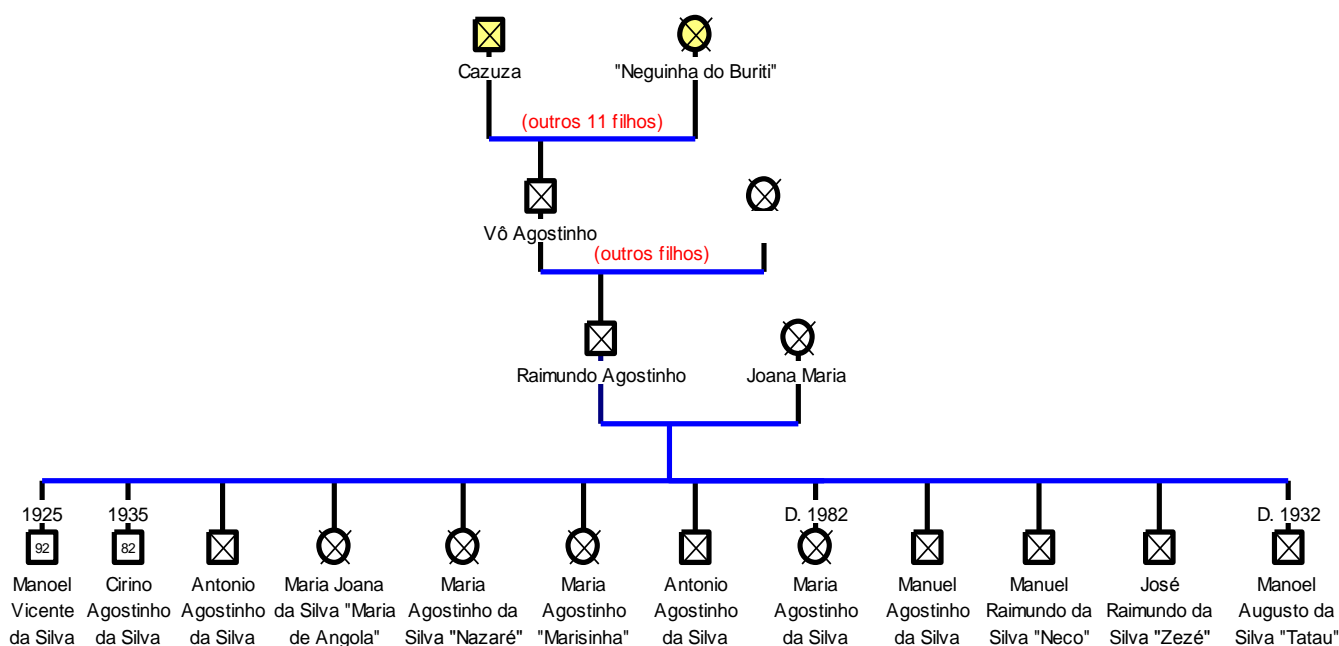 Cazuza
"Neguinha do Buriti"
(outros 11 filhos)
Vô Agostinho
(outros filhos)
Raimundo Agostinho
Joana Maria
1925
92
Manoel
Vicente
da Silva
1935
82
Cirino
Agostinho
da Silva
Antonio
Agostinho
da Silva
Maria Joana
da Silva "Maria
de Angola"
Maria
Agostinho da
Silva "Nazaré"
Maria
Agostinho
"Marisinha"
Antonio
Agostinho
da Silva
D. 1982
Maria
Agostinho
da Silva
Manuel
Agostinho
da Silva
Manuel
Raimundo da
Silva "Neco"
José
Raimundo da
Silva "Zezé"
D. 1932
Manoel
Augusto da
Silva "Tatau"